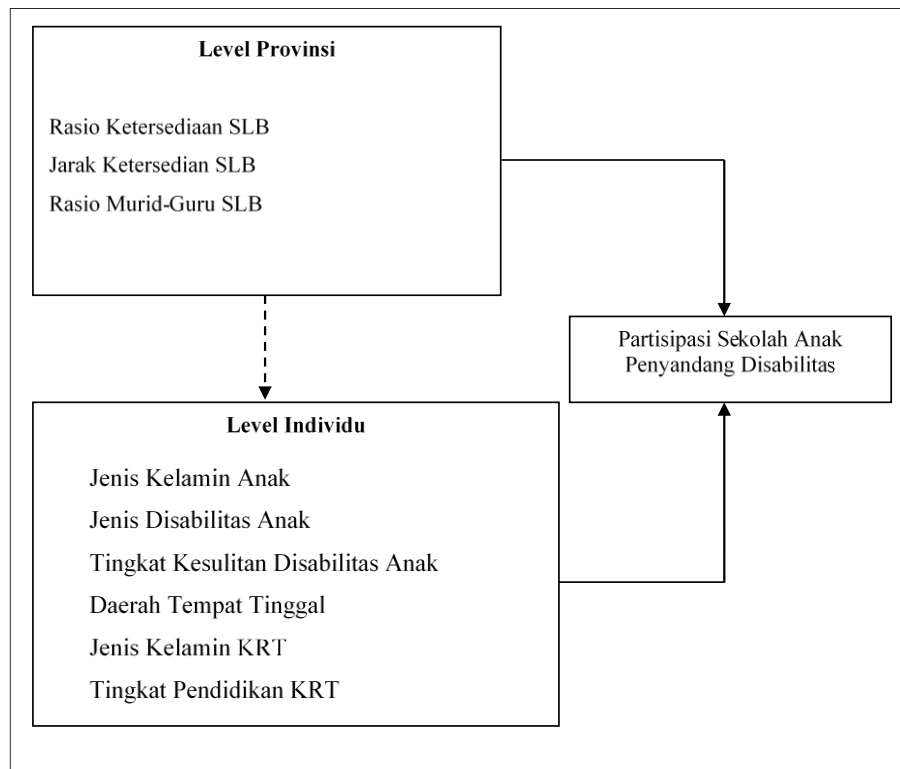 Level Provinsi
Rasio Ketersediaan SLB
Jarak Ketersedian SLB
Rasio Murid-Guru SLB
Partisipasi Sekolah Anak
Penyandang Disabilitas
Level Individu
Jenis Kelamin Anak
Jenis Disabilitas Anak
Tingkat Kesulitan Disabilitas Anak
Daerah Tempat Tinggal
Jenis Kelamin KRT
Tingkat Pendidikan KRT